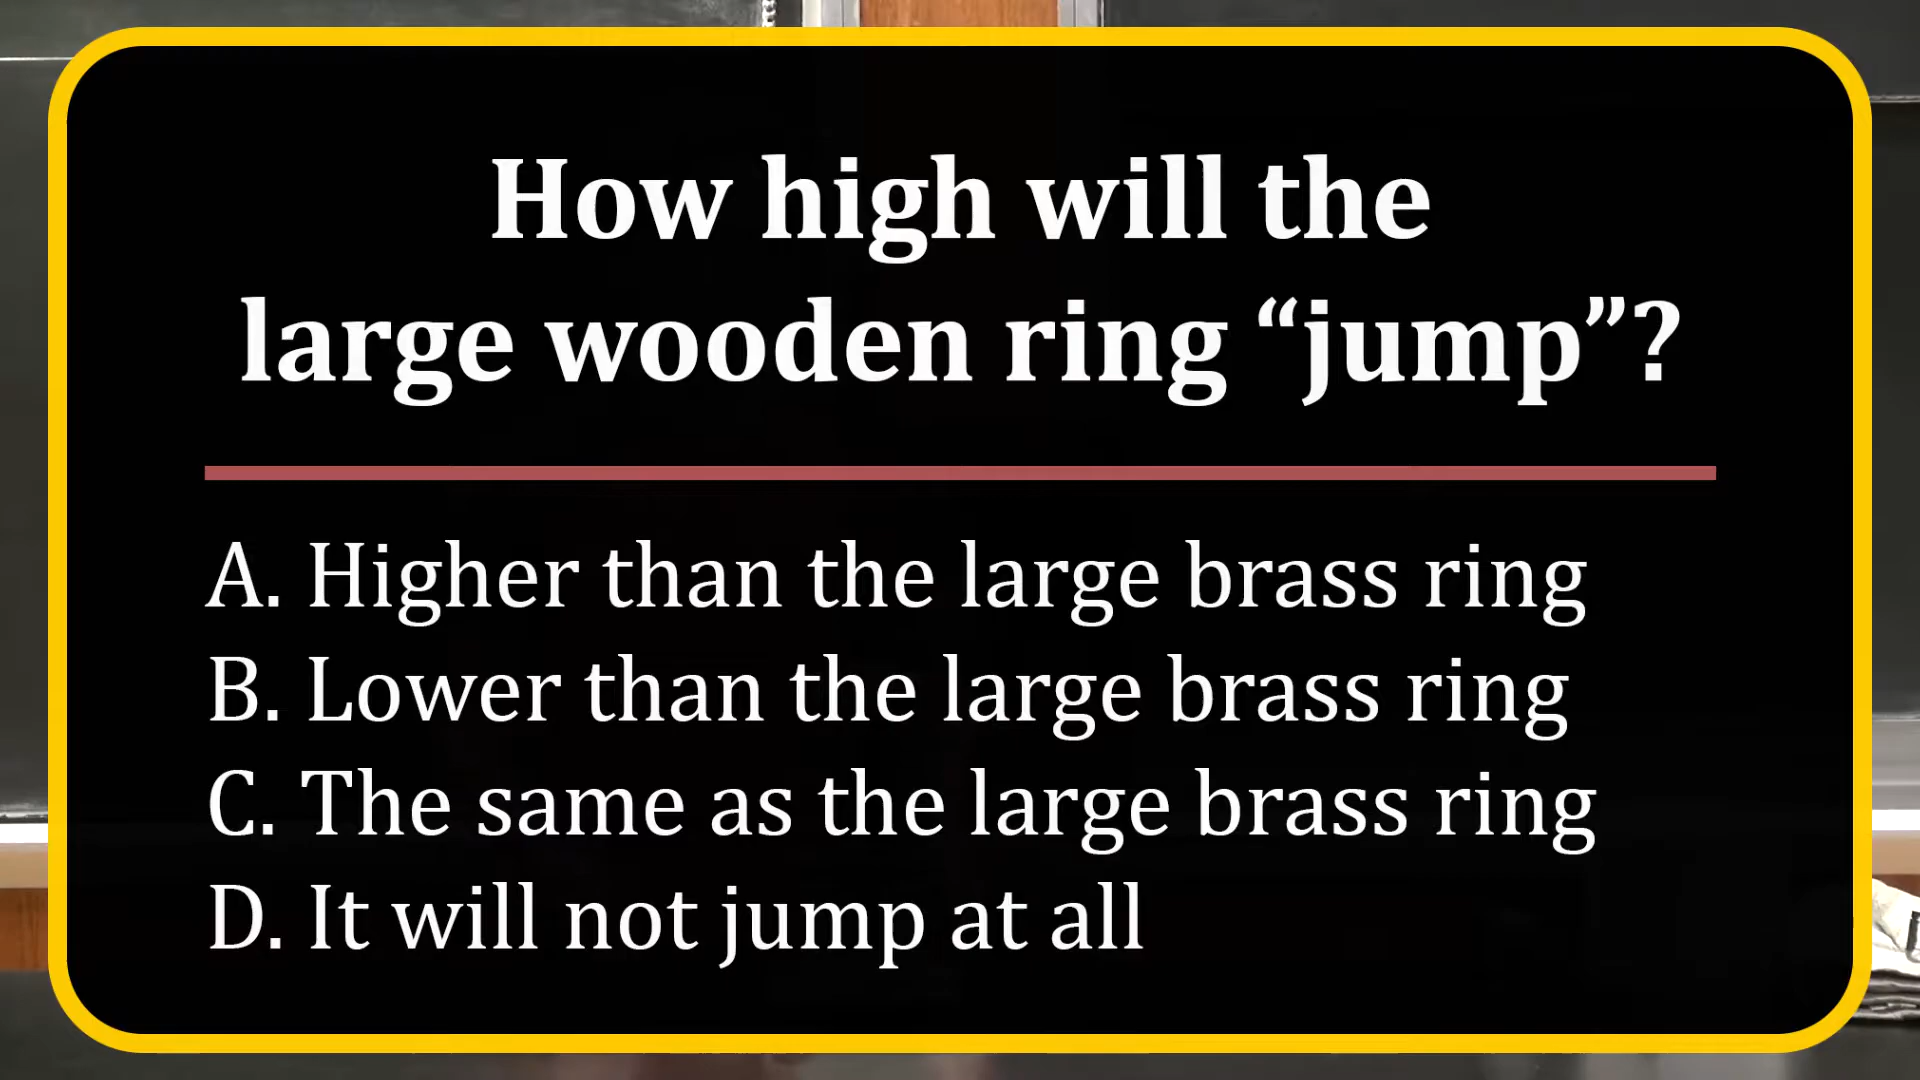 How high will the
large wooden ring “jump”?
A. Higher than the large brass ring
B. Lower than the large brass ring
C. The same as the large brass ring
D. It will not jump at all